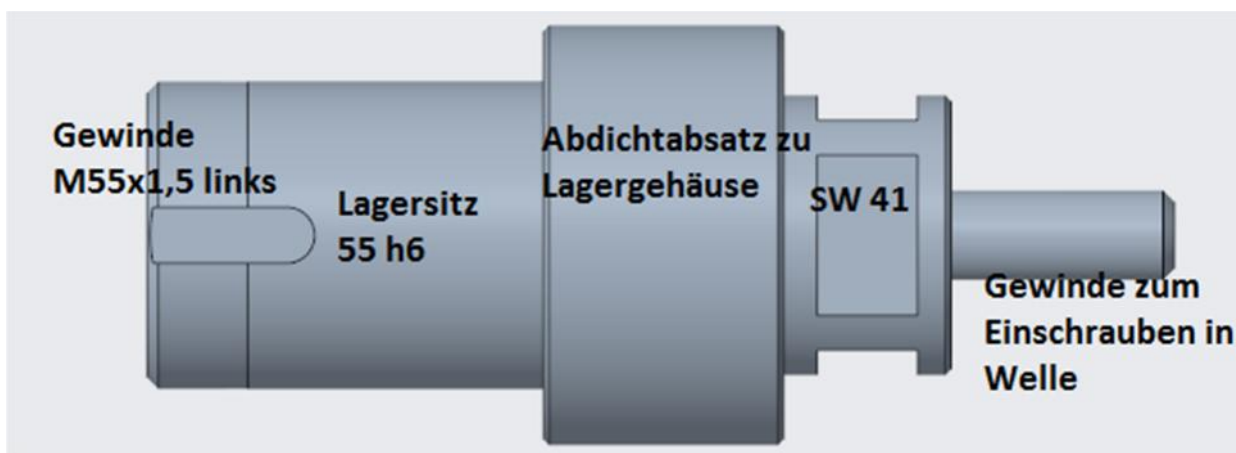 Gewinde
M55x1,5 links
Lagersitz
55 h6
Abdichtabsatz zu
Lagergehäuse
SW 41
Gewinde zum
Einschrauben in
Welle